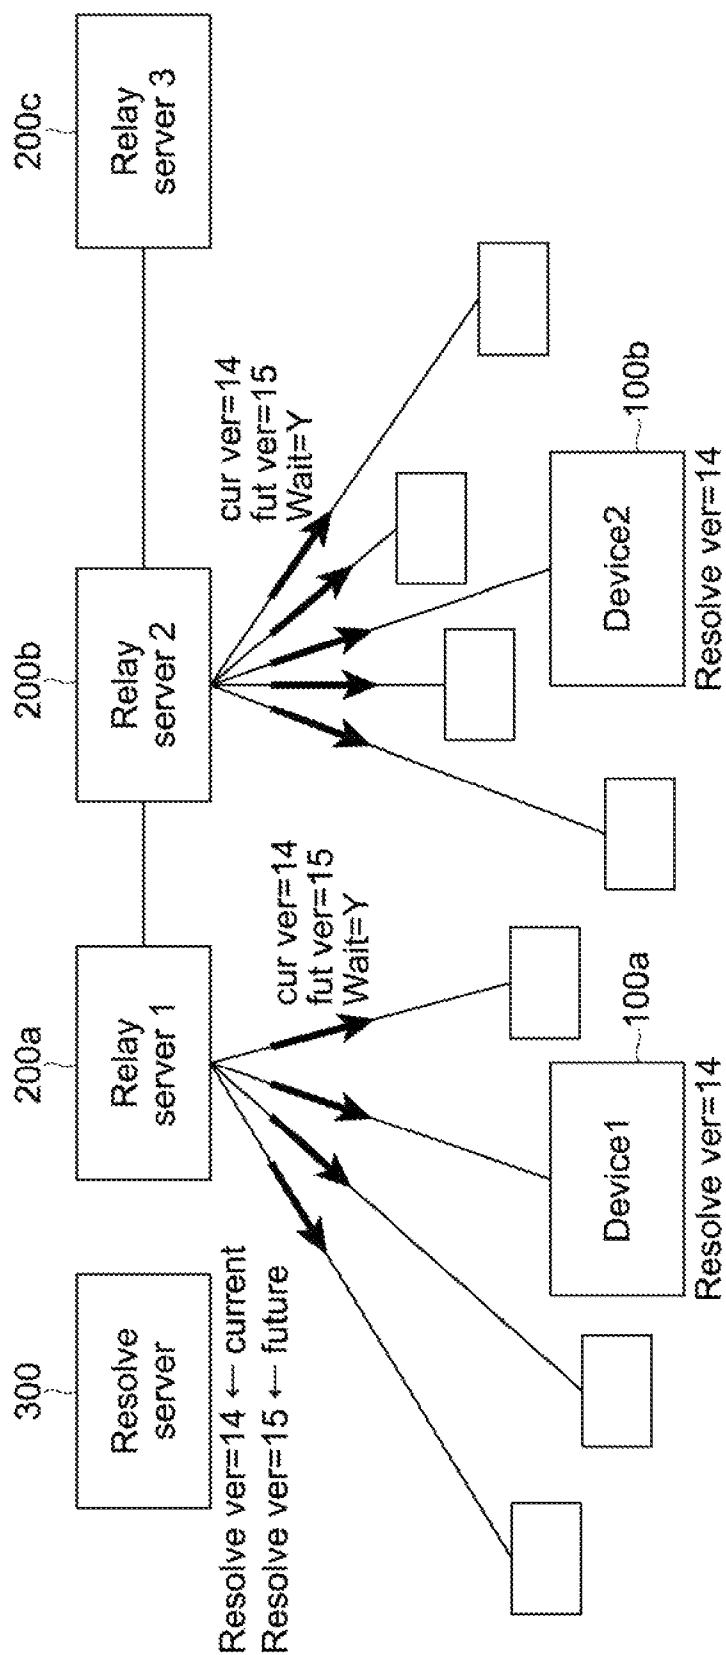 300
Resolve
server
Resolve ver=14 ← current
Resolve ver=15 ← future
200a
Relay
server 1
cur ver=14
fut ver=15
Wait=Y
100a
Device1
Resolve ver=14
200b
Relay
server 2
cur ver=14
fut ver=15
Wait=Y
100b
Device2
Resolve ver=14
200c
Relay
server 3